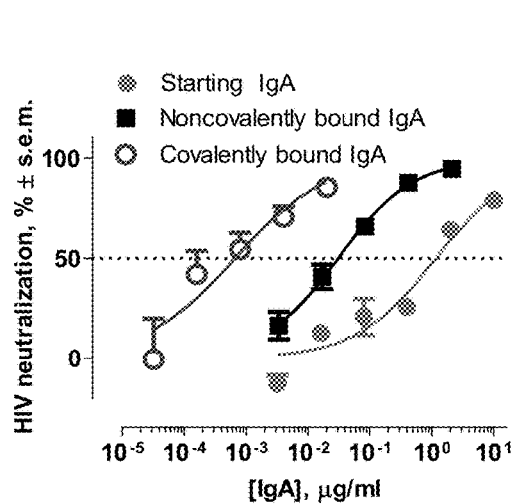 Starting IgA
Noncovalently bound IgA
Covalently bound IgA
HIV neutralization, % ± s.e.m.
100
50
0
10⁻⁵ 10⁻⁴ 10⁻³ 10⁻² 10⁻¹ 10⁰ 10¹
[IgA], µg/ml